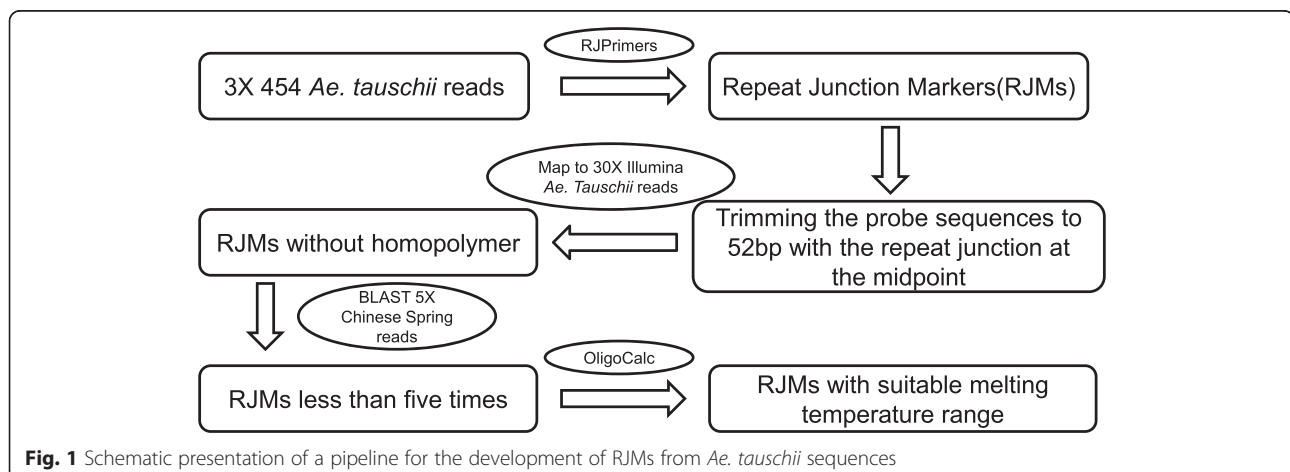 RJPrimers
3X 454 Ae. tauschii reads
Repeat Junction Markers(RJMs)
Map to 30X Illumina
Ae. Tauschii reads
Trimming the probe sequences to
52bp with the repeat junction at
the midpoint
RJMs without homopolymer
BLAST 5X
Chinese Spring
reads
RJMs less than five times
OligoCalc
RJMs with suitable melting
temperature range
Fig. 1 Schematic presentation of a pipeline for the development of RJMs from Ae. tauschii sequences